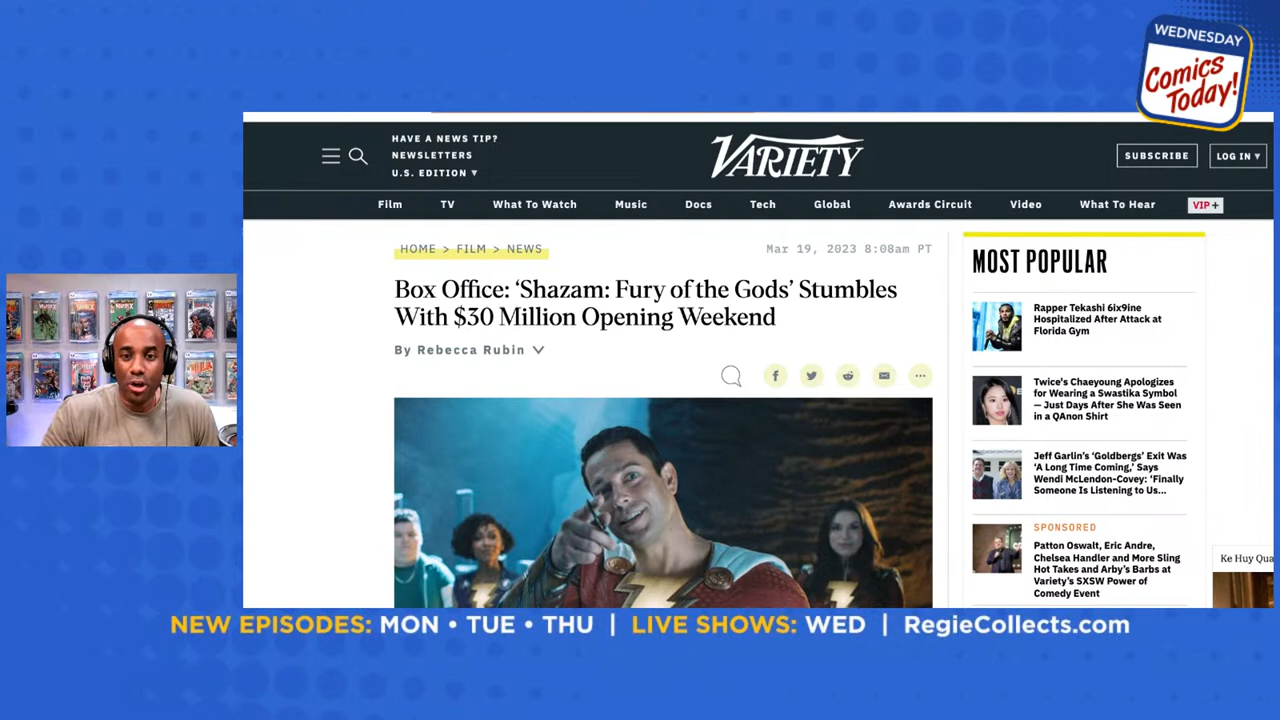 WEDNESDAY
Comics
Today!
HAVE A NEWS TIP?
NEWSLETTERS
U.S. EDITION ▼
VARIETY
SUBSCRIBE
LOG IN ▼
Film TV What To Watch Music Docs Tech Global Awards Circuit Video What To Hear VIP+
HOME > FILM > NEWS
Mar 19, 2023 8:08am PT
Box Office: ‘Shazam: Fury of the Gods’ Stumbles
With $30 Million Opening Weekend
By Rebecca Rubin
MOST POPULAR
Rapper Tekashi 6ix9ine
Hospitalized After Attack at
Florida Gym
Twice's Chaeyoung Apologizes
for Wearing a Swastika Symbol
— Just Days After She Was Seen
in a QAnon Shirt
Jeff Garlin’s ‘Goldbergs’ Exit Was
‘A Long Time Coming,’ Says
Wendi McLendon-Covey: ‘Finally
Someone Is Listening to Us...
SPONSORED
Patton Oswalt, Eric Andre,
Chelsea Handler and More Sling
Hot Takes and Arby’s Barbs at
Variety’s SXSW Power of
Comedy Event
Ke Huy Qua
NEW EPISODES: MON • TUE • THU | LIVE SHOWS: WED | RegieCollects.com